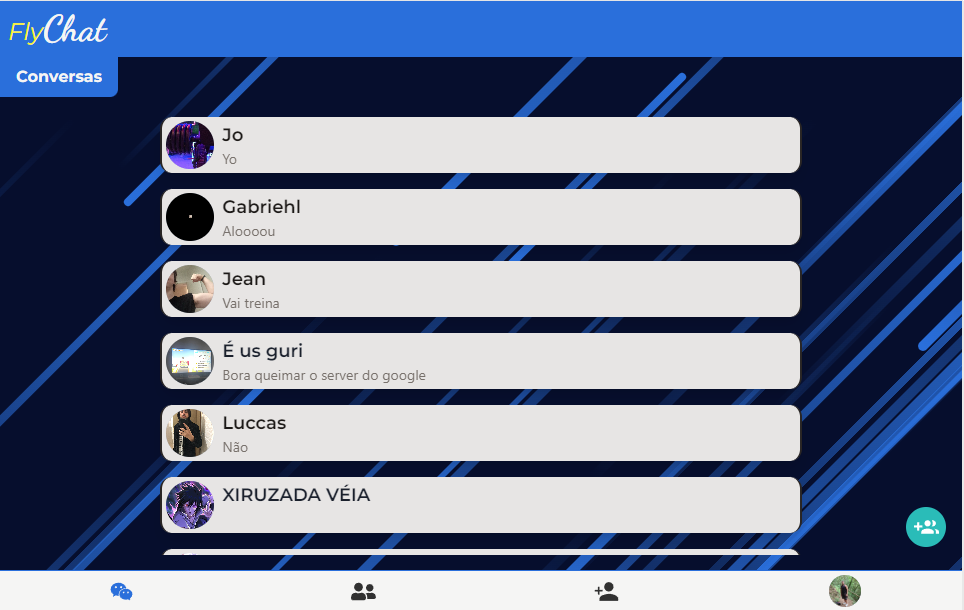 FlyChat
Conversas
Jo
Yo
Gabriehl
Aloooou
Jean
Vai treina
É us guri
Bora queimar o server do google
Luccas
Não
XIRUZADA VÉIA